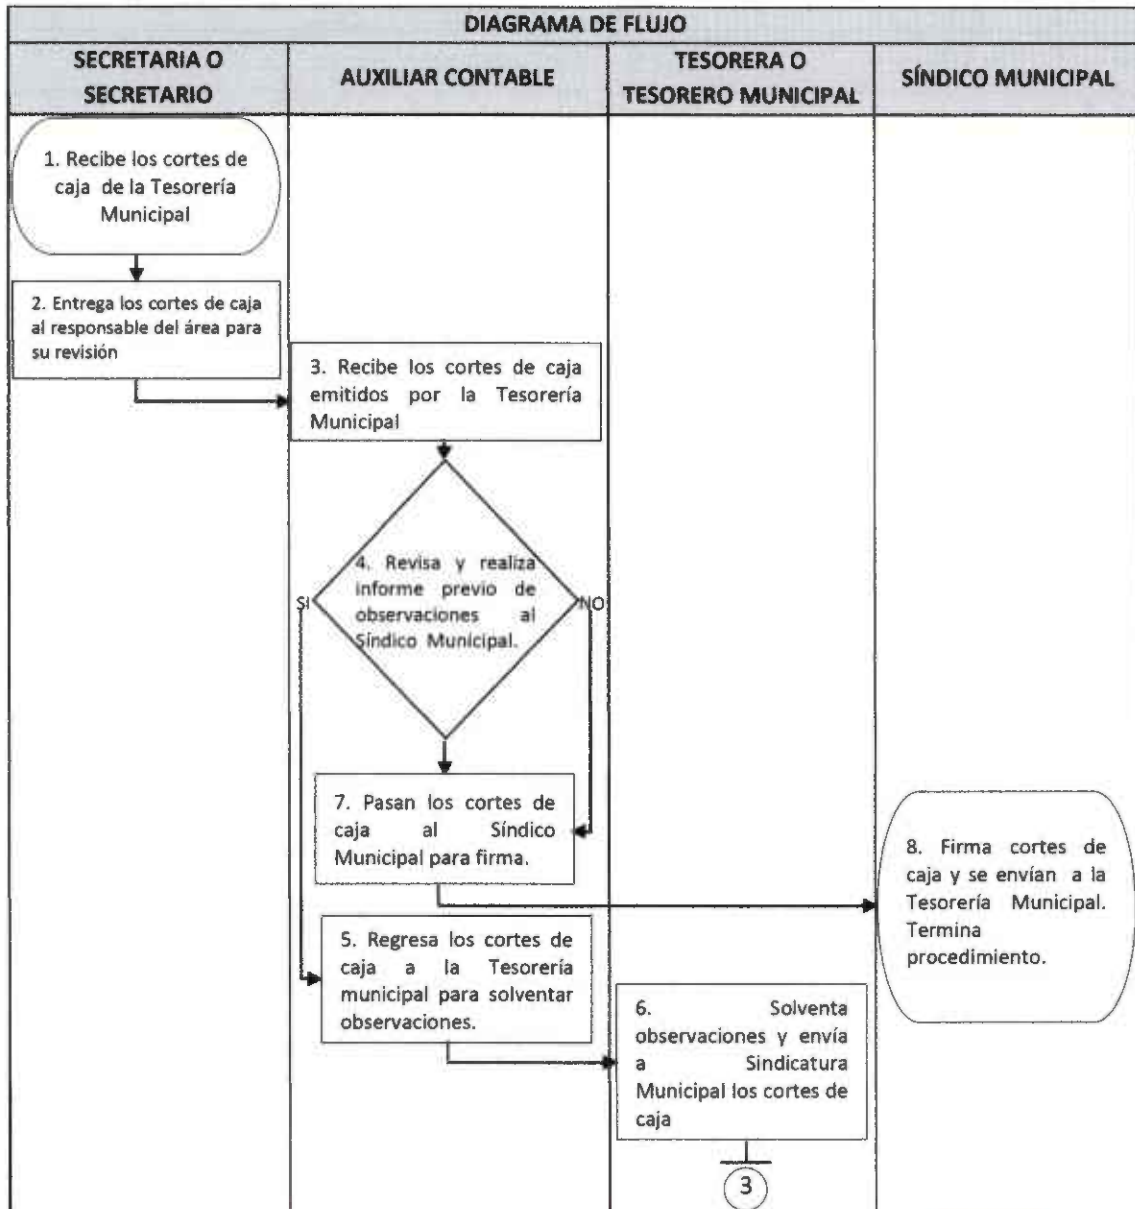 DIAGRAMA DE FLUJO
SECRETARIA O
SECRETARIO
AUXILIAR CONTABLE
TESORERA O
TESORERO MUNICIPAL
SÍNDICO MUNICIPAL
1. Recibe los cortes de
caja de la Tesorería
Municipal
2. Entrega los cortes de caja
al responsable del área para
su revisión
3. Recibe los cortes de caja
emitidos por la Tesorería
Municipal
4. Revisa y realiza
informe previo de
observaciones al
Síndico Municipal.
SI
NO
7. Pasan los cortes de
caja al Síndico
Municipal para firma.
8. Firma cortes de
caja y se envían a la
Tesorería Municipal.
Termina
procedimiento.
5. Regresa los cortes de
caja a la Tesorería
municipal para solventar
observaciones.
6. Solventa
observaciones y envía
a Sindicatura
Municipal los cortes de
caja
3